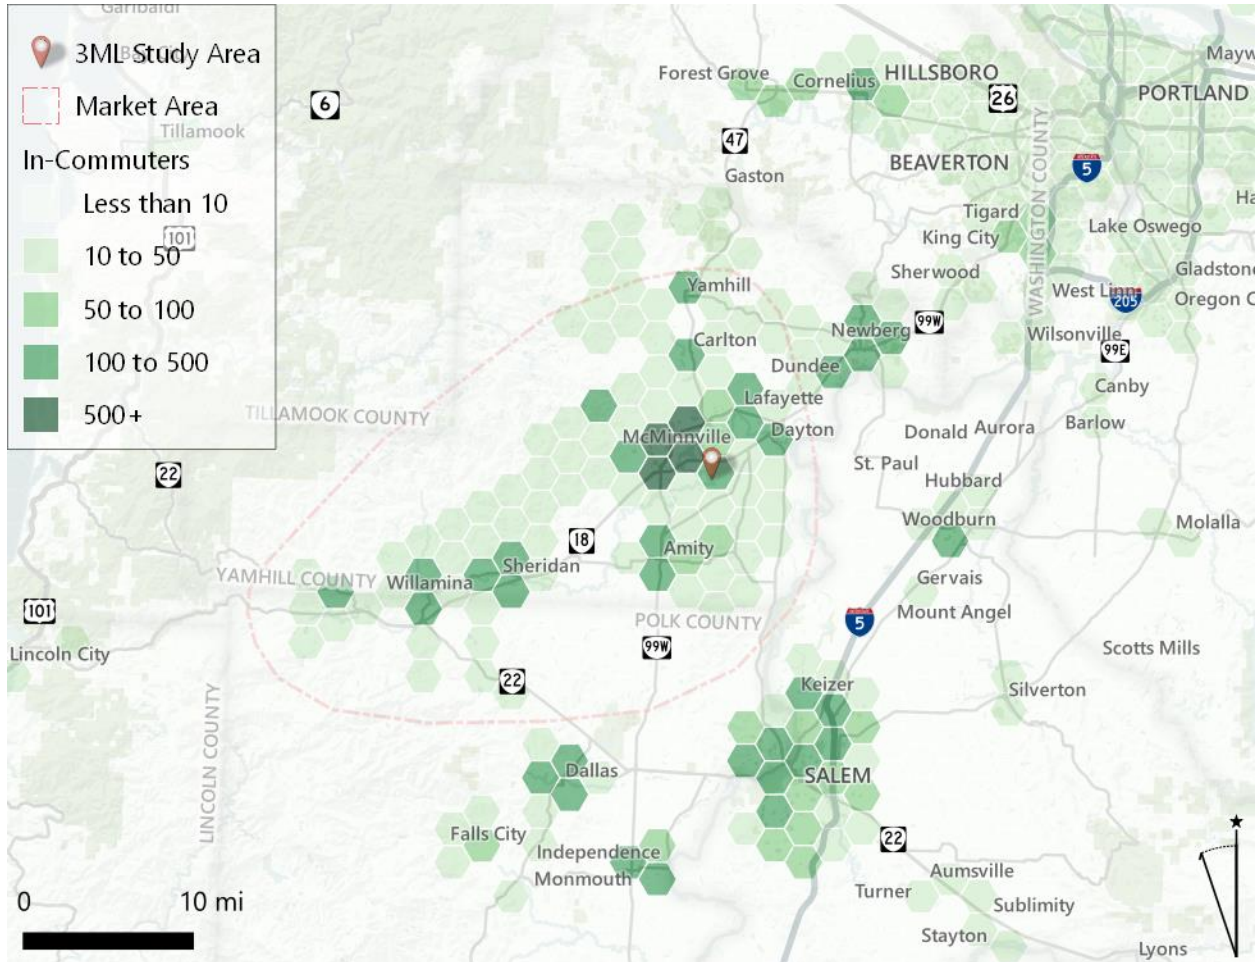 Garibaldi
3ML Study Area
Bay City
Market Area
Tillamook
In-Commuters
Less than 10
101
10 to 50
50 to 100
100 to 500
500+
6
Forest Grove
Cornelius
HILLSBORO
26
Mayw
PORTLAND
47
Gaston
BEAVERTON
5
WASHINGTON COUNTY
Tigard
King City
Lake Oswego
Ha
Sherwood
Gladstone
West Linn
205
Oregon C
Yamhill
Newberg
99W
Wilsonville
99E
Carlton
Dundee
Canby
TILLAMOOK COUNTY
Lafayette
Barlow
McMinnville
Dayton
Donald
Aurora
22
St. Paul
Hubbard
Woodburn
Molalla
18
Amity
Sheridan
YAMHILL COUNTY
Willamina
Gervais
101
Mount Angel
POLK COUNTY
5
99W
Lincoln City
Scotts Mills
22
Keizer
Silverton
LINCOLN COUNTY
Dallas
SALEM
Falls City
Independence
Monmouth
22
Aumsville
Turner
Sublimity
Stayton
Lyons
0 10 mi